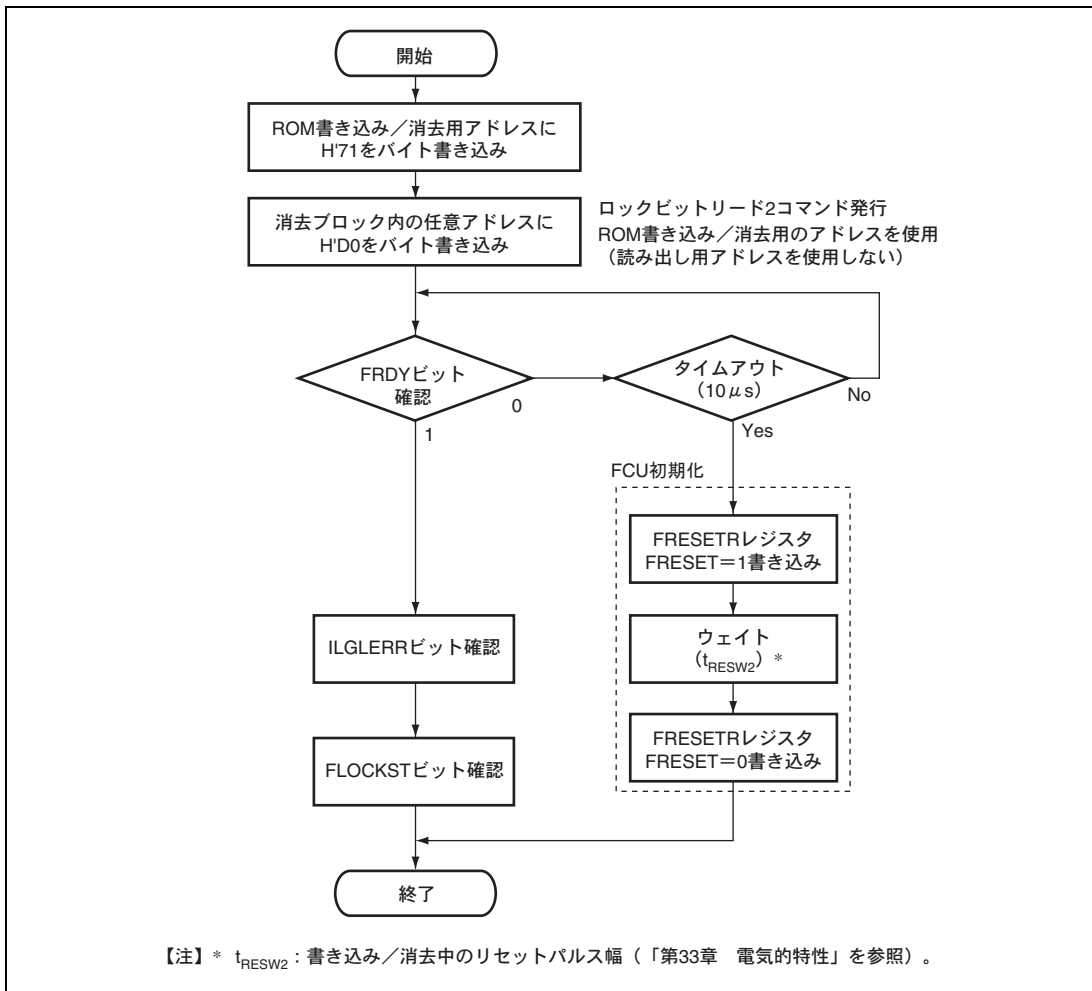 開始
ROM書き込み／消去用アドレスに
H'71をバイト書き込み
消去ブロック内の任意アドレスに
H'D0をバイト書き込み
ロックビットリード2コマンド発行
ROM書き込み／消去用のアドレスを使用
（読み出し用アドレスを使用しない）
FRDYビット
確認
0
1
タイムアウト
（10μs）
No
Yes
FCU初期化
FRESETRレジスタ
FRESET＝1書き込み
ウェイト
（tRESW2）*
FRESETRレジスタ
FRESET＝0書き込み
ILGLERRビット確認
FLOCKSTビット確認
終了
【注】* tRESW2：書き込み／消去中のリセットパルス幅（「第33章　電気的特性」を参照）。